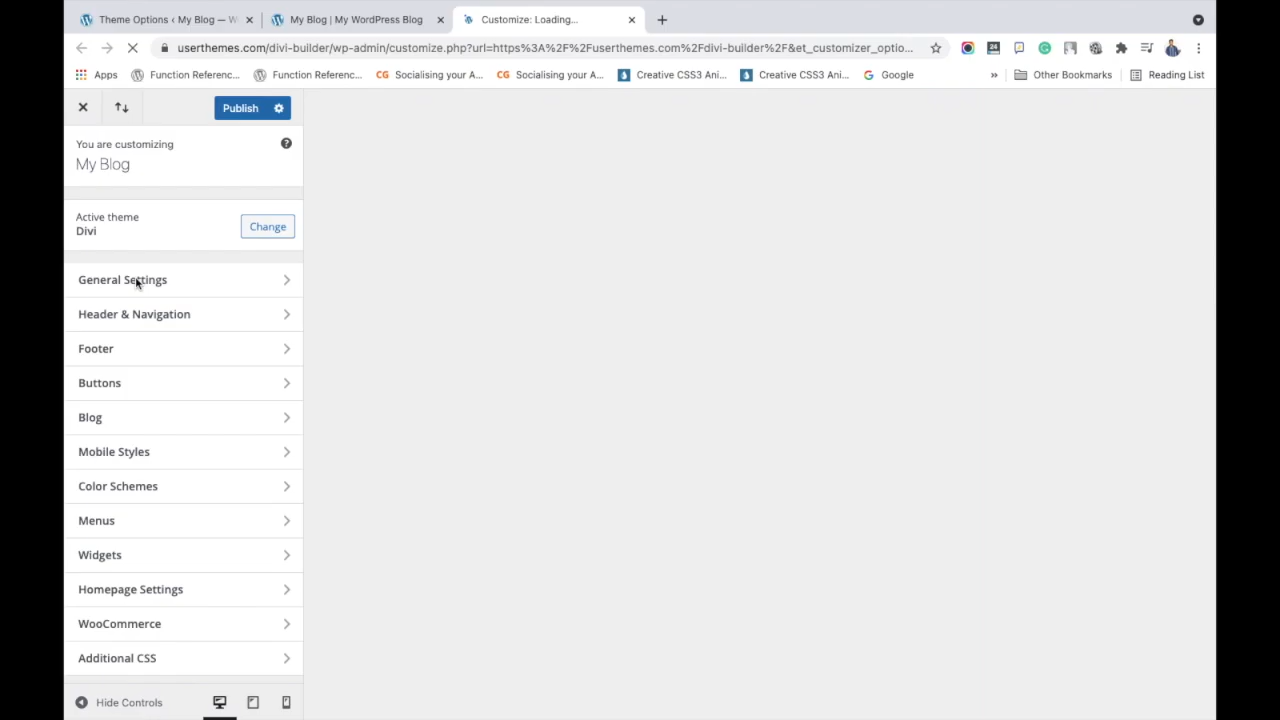 Theme Options ‹ My Blog — W
My Blog | My WordPress Blog
Customize: Loading...
userthemes.com/divi-builder/wp-admin/customize.php?url=https%3A%2F%2Fuserthemes.com%2Fdivi-builder%2F&et_customizer_optio...
24
Apps
Function Referenc...
Function Referenc...
CG Socialising your A...
CG Socialising your A...
Creative CSS3 Ani...
Creative CSS3 Ani...
Google
»
Other Bookmarks
Reading List
Publish
You are customizing
My Blog
Active theme
Divi
Change
General Settings
Header & Navigation
Footer
Buttons
Blog
Mobile Styles
Color Schemes
Menus
Widgets
Homepage Settings
WooCommerce
Additional CSS
Hide Controls